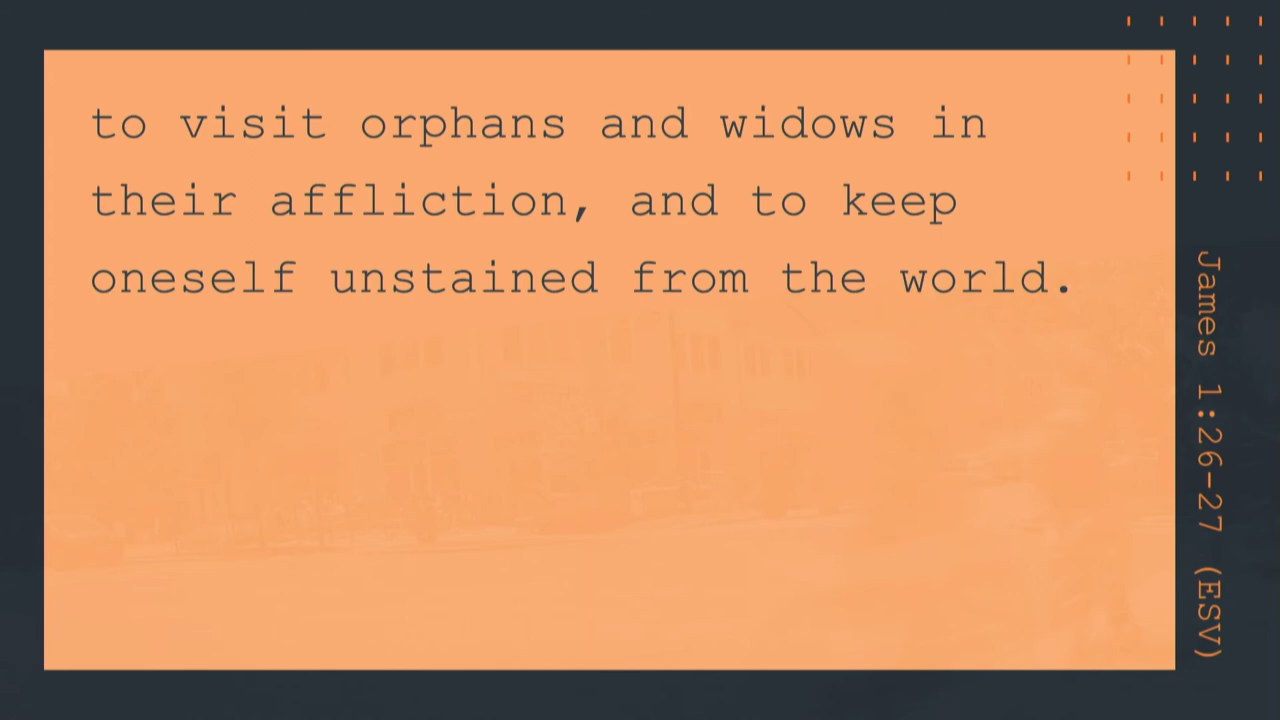 to visit orphans and widows in
their affliction, and to keep
oneself unstained from the world.
James 1:26-27 (ESV)